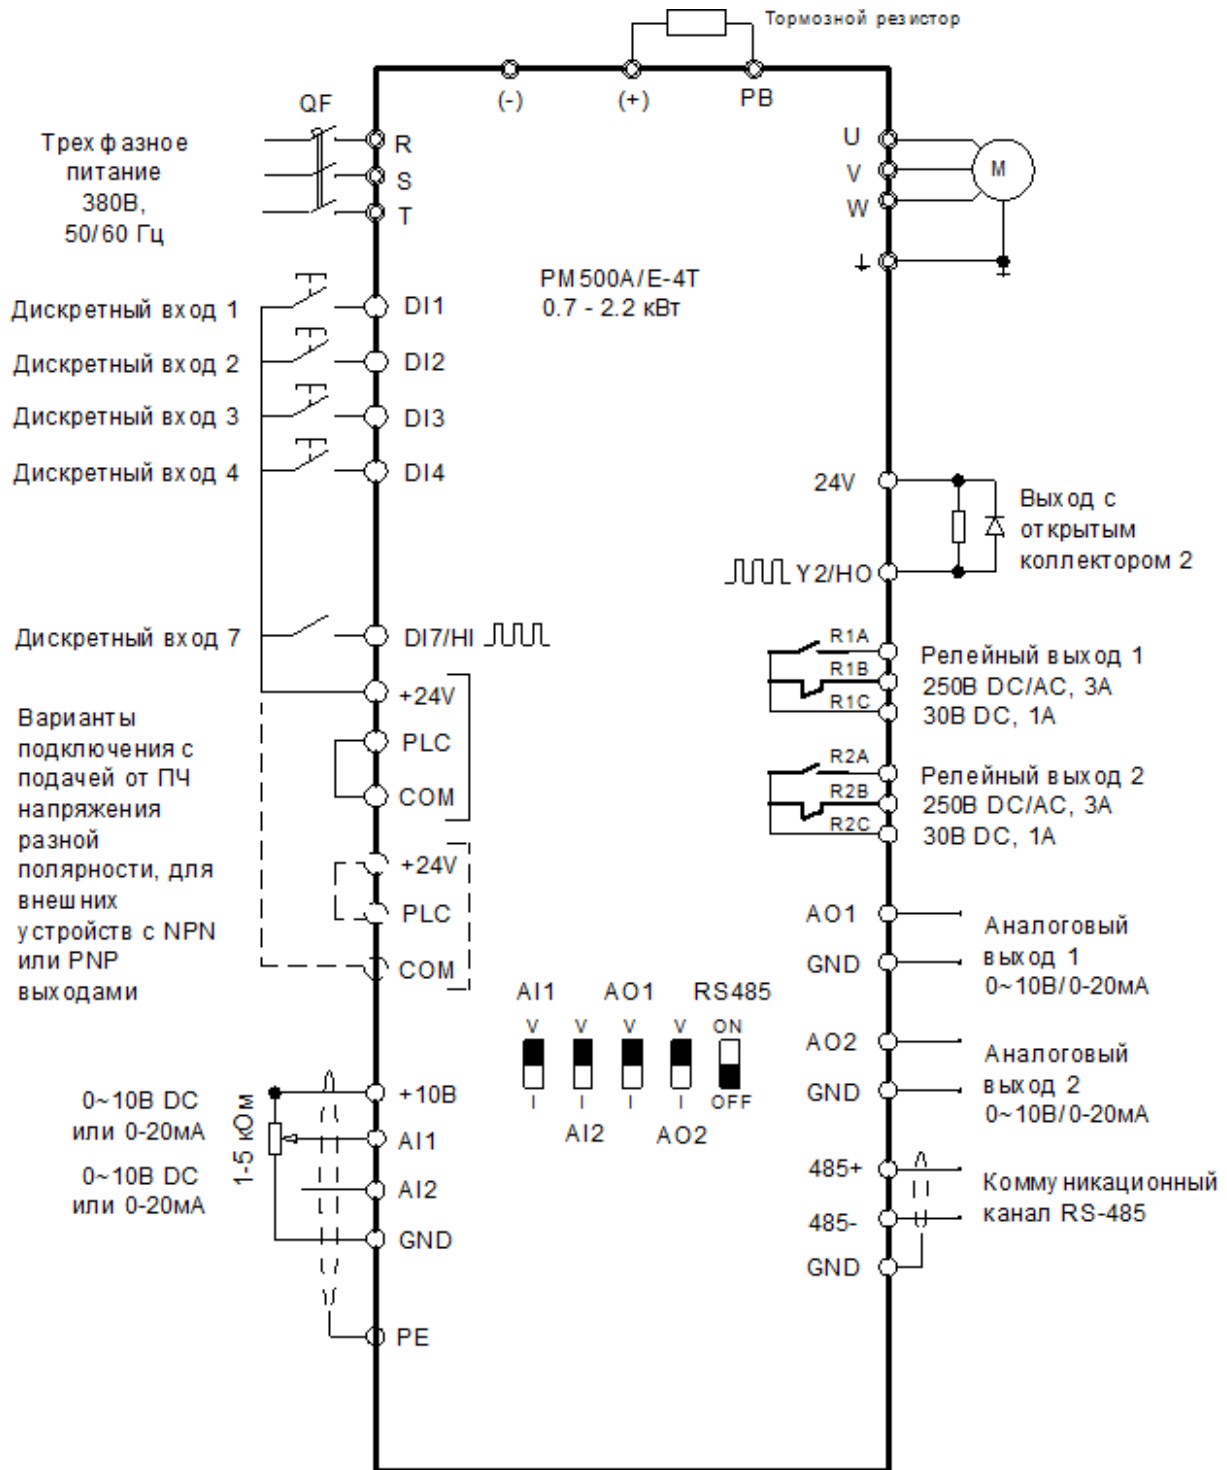 Тормозной резистор
(-)
(+)
PB
QF
Трехфазное
питание
380В,
50/60 Гц
R
S
T
U
V
W
M
PM500A/E-4T
0.7 - 2.2 кВт
Дискретный вход 1
DI1
Дискретный вход 2
DI2
Дискретный вход 3
DI3
Дискретный вход 4
DI4
24V
Y2/HO
Выход с
открытым
коллектором 2
Дискретный вход 7
DI7/HI
R1A
R1B
R1C
Релейный выход 1
250В DC/AC, 3А
30В DC, 1А
R2A
R2B
R2C
Релейный выход 2
250В DC/AC, 3А
30В DC, 1А
+24V
PLC
COM
+24V
PLC
COM
Варианты
подключения с
подачей от ПЧ
напряжения
разной
полярности, для
внешних
устройств с NPN
или PNP
выходами
AO1
GND
Аналоговый
выход 1
0~10В/0-20мА
AO2
GND
Аналоговый
выход 2
0~10В/0-20мА
AI1
AO1
RS485
V
V
V
V
ON
I
I
I
I
OFF
AI2
AO2
0~10В DC
или 0-20мА
0~10В DC
или 0-20мА
1-5 кОм
+10В
AI1
AI2
GND
PE
485+
485-
GND
Коммуникационный
канал RS-485